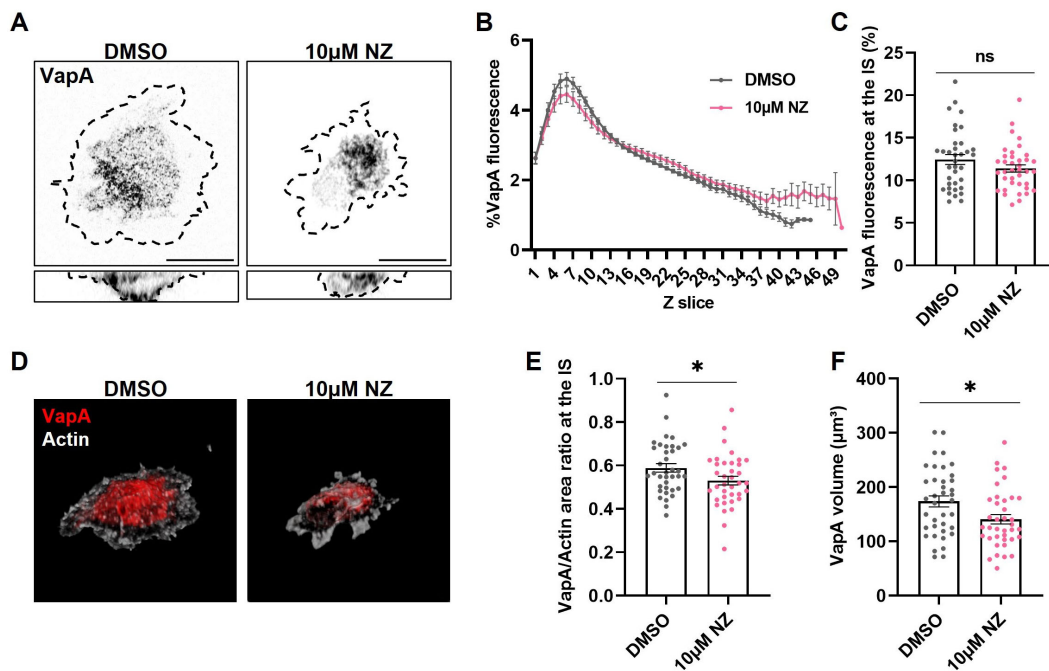 A
DMSO
10µM NZ
VapA
B
%VapA fluorescence
6
4
2
0
1 4 7 10 13 16 19 22 25 28 31 34 37 40 43 46 49
Z slice
DMSO
10µM NZ
C
VapA fluorescence at the IS (%)
25
20
15
10
5
0
ns
DMSO
10µM NZ
D
DMSO
10µM NZ
VapA
Actin
E
VapA/Actin area ratio at the IS
1.0
0.8
0.6
0.4
0.2
0.0
*
DMSO
10µM NZ
F
VapA volume (µm³)
400
300
200
100
0
*
DMSO
10µM NZ